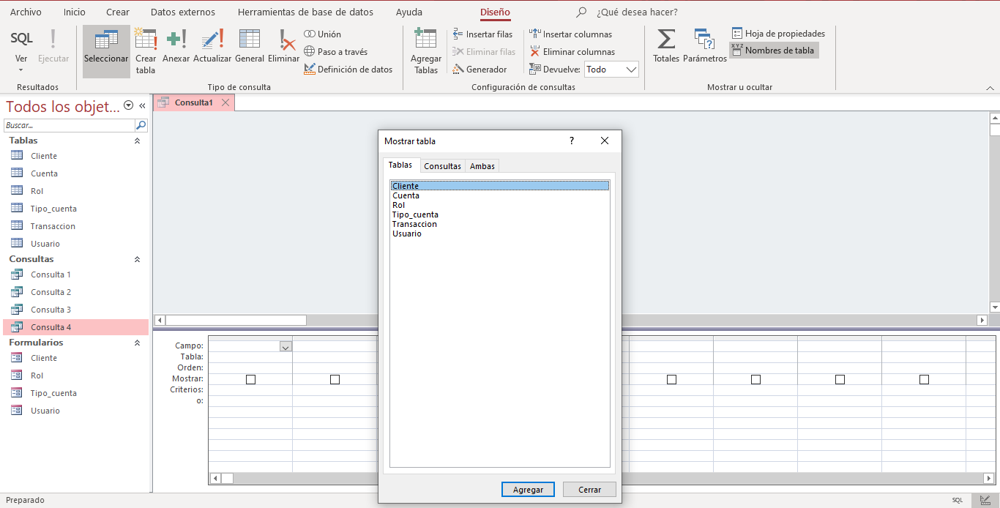 Archivo Inicio Crear Datos externos Herramientas de base de datos Ayuda Diseño ¿Qué desea hacer?
SQL
Ver
Ejecutar
Resultados
Seleccionar
Crear tabla
Anexar
Actualizar
General
Eliminar
Unión
Paso a través
Definición de datos
Tipo de consulta
Agregar Tablas
Insertar filas
Eliminar filas
Generador
Insertar columnas
Eliminar columnas
Devuelve: Todo
Configuración de consultas
Totales
Parámetros
Hoja de propiedades
XYZ Nombres de tabla
Mostrar u ocultar
Todos los objet... «
Buscar...
Tablas
Cliente
Cuenta
Rol
Tipo_cuenta
Transaccion
Usuario
Consultas
Consulta 1
Consulta 2
Consulta 3
Consulta 4
Formularios
Cliente
Rol
Tipo_cuenta
Usuario
Consulta1
Mostrar tabla ?
Tablas Consultas Ambas
Cliente
Cuenta
Rol
Tipo_cuenta
Transaccion
Usuario
Agregar Cerrar
Campo:
Tabla:
Orden:
Mostrar:
Criterios:
o:
Preparado
SQL